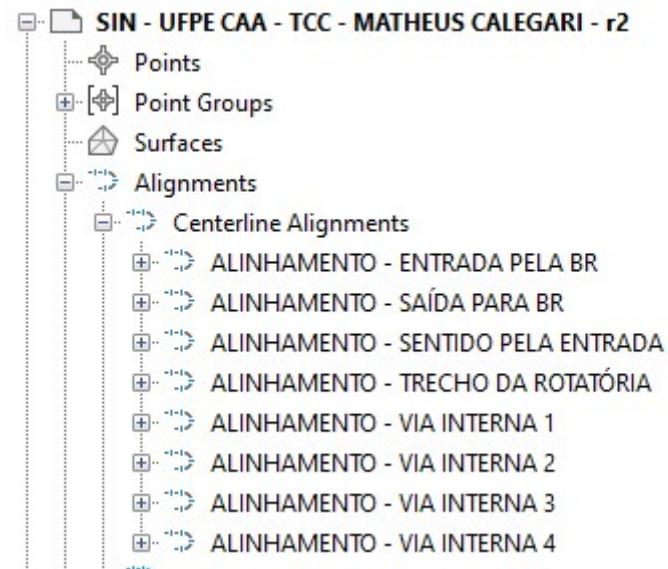 SIN - UFPE CAA - TCC - MATHEUS CALEGARI - r2
Points
Point Groups
Surfaces
Alignments
Centerline Alignments
ALINHAMENTO - ENTRADA PELA BR
ALINHAMENTO - SAÍDA PARA BR
ALINHAMENTO - SENTIDO PELA ENTRADA
ALINHAMENTO - TRECHO DA ROTATÓRIA
ALINHAMENTO - VIA INTERNA 1
ALINHAMENTO - VIA INTERNA 2
ALINHAMENTO - VIA INTERNA 3
ALINHAMENTO - VIA INTERNA 4